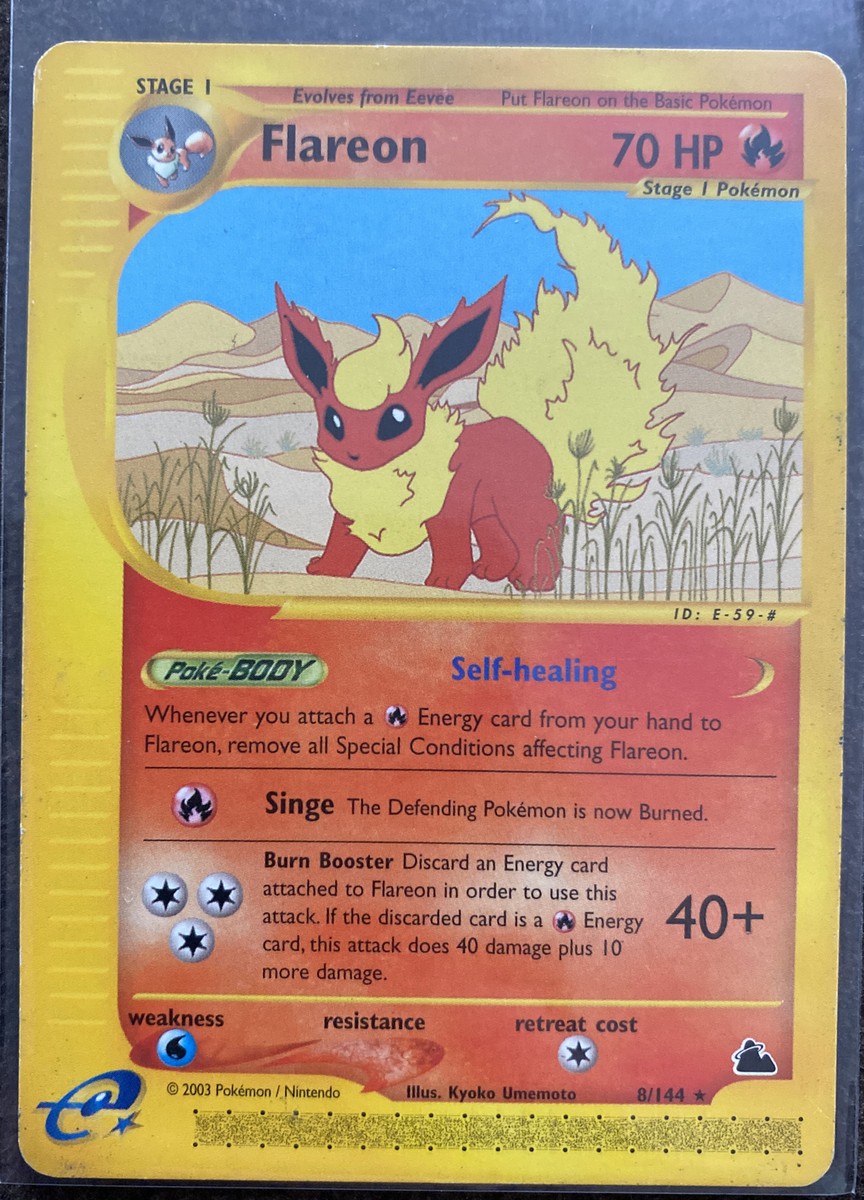 STAGE 1
Evolves from Eevee Put Flareon on the Basic Pokémon
Flareon 70 HP
Stage 1 Pokémon
ID: E-59-#
Poké-BODY Self-healing
Whenever you attach a Energy card from your hand to
Flareon, remove all Special Conditions affecting Flareon.
Singe The Defending Pokémon is now Burned.
Burn Booster Discard an Energy card
attached to Flareon in order to use this
attack. If the discarded card is a Energy
card, this attack does 40 damage plus 10
more damage.
40+
weakness resistance retreat cost
© 2003 Pokémon / Nintendo Illus. Kyoko Umemoto 8/144 ★
e